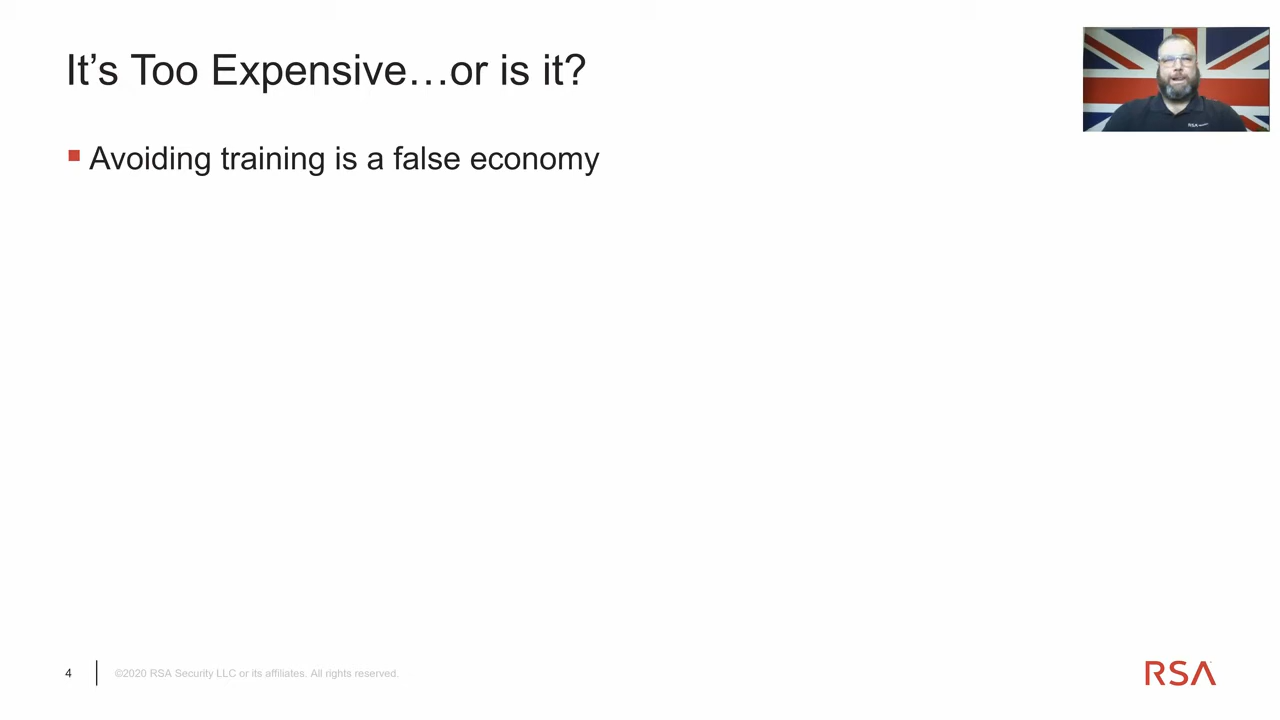 It's Too Expensive…or is it?
Avoiding training is a false economy
RSA
4
©2020 RSA Security LLC or its affiliates. All rights reserved.
RSA